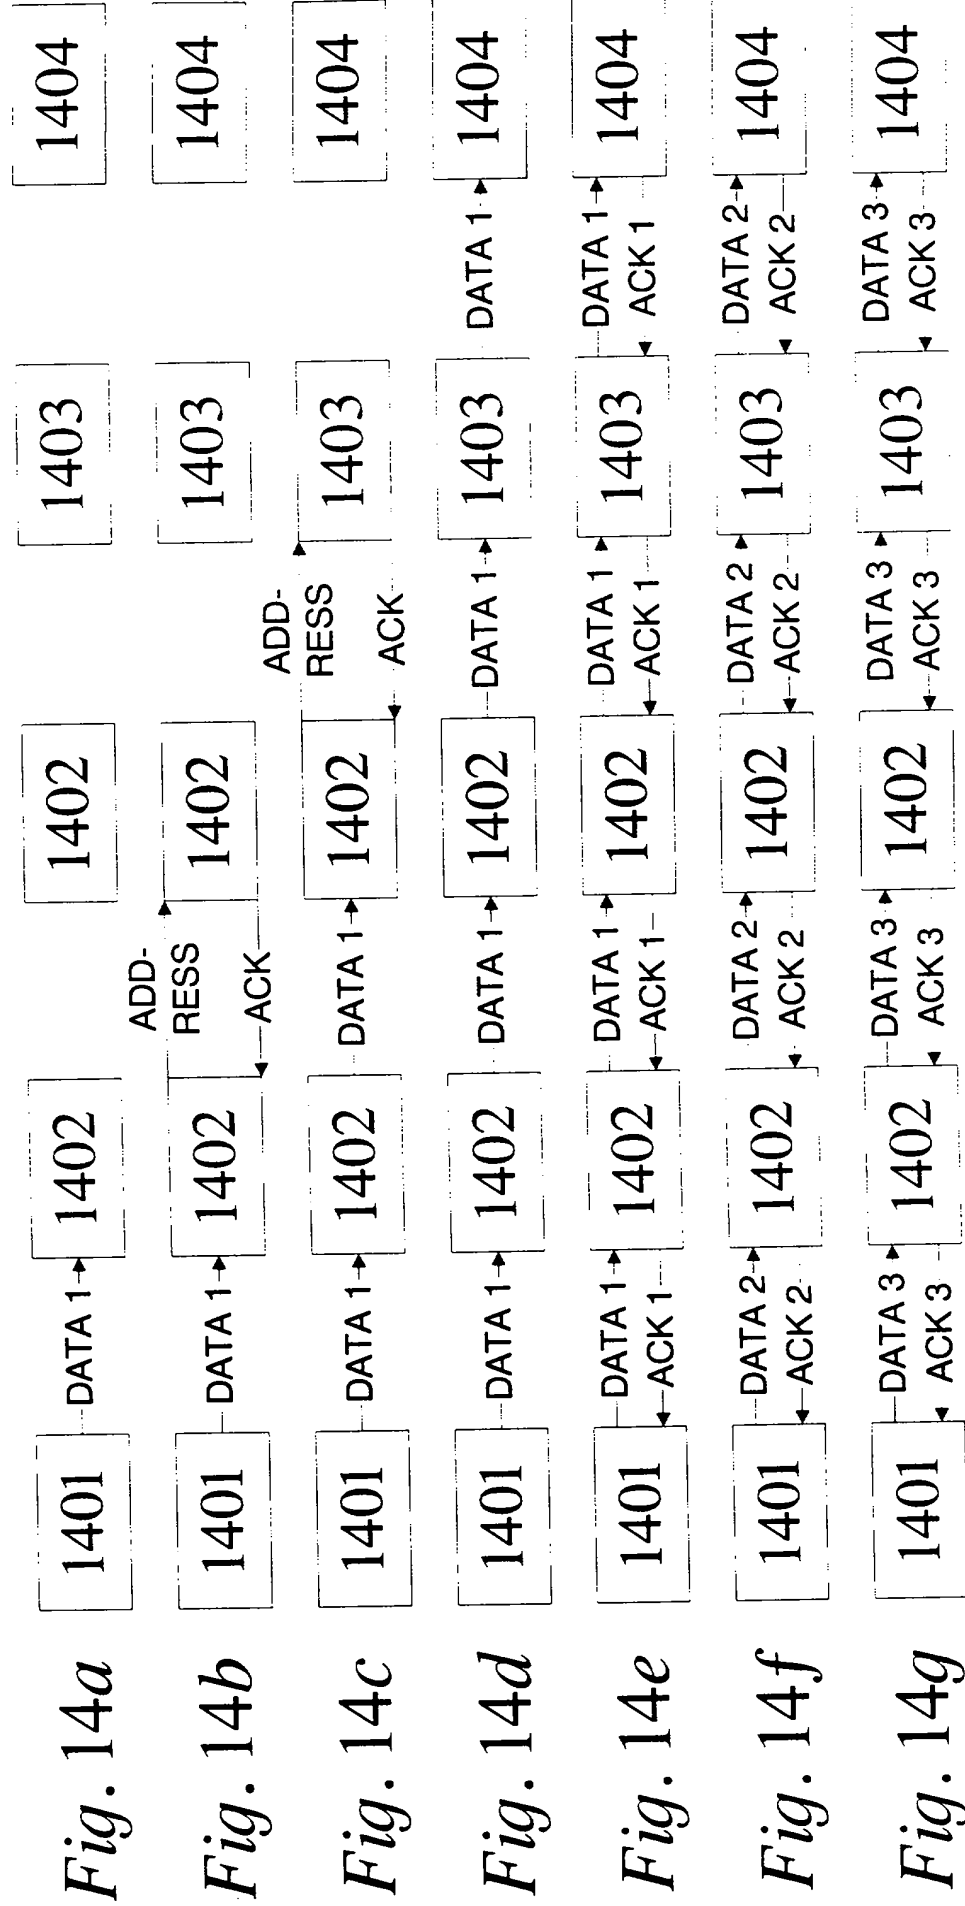 Fig. 14a 1401 DATA 1 1402 1402 1403 1404
Fig. 14b 1401 DATA 1 1402 ADD-
RESS
ACK 1402 1403 1404
Fig. 14c 1401 DATA 1 1402 DATA 1 1402 ADD-
RESS
ACK 1403 1404
Fig. 14d 1401 DATA 1 1402 DATA 1 1402 DATA 1 1403 DATA 1 1404
Fig. 14e 1401 DATA 1 1402 DATA 1 1402 DATA 1 1403 DATA 1 1404
ACK 1 ACK 1 ACK 1 ACK 1
Fig. 14f 1401 DATA 2 1402 DATA 2 1402 DATA 2 1403 DATA 2 1404
ACK 2 ACK 2 ACK 2 ACK 2
Fig. 14g 1401 DATA 3 1402 DATA 3 1402 DATA 3 1403 DATA 3 1404
ACK 3 ACK 3 ACK 3 ACK 3